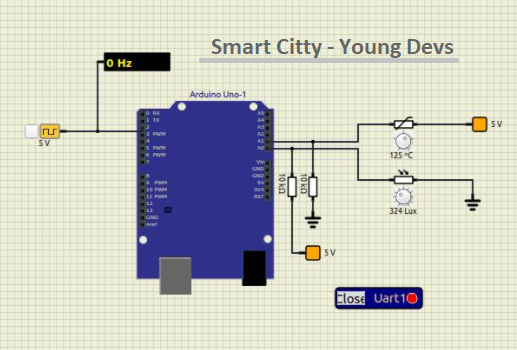 Smart Citty - Young Devs
0 Hz
Arduino Uno-1
5 V
0 RX
1 TX
2
3 PWM
4
5 PWM
6 PWM
7
8
9 PWM
10 PWM
11 PWM
12
13
GND
Aref
A5
A4
A3
A2
A1
A0
Vin
GND
GND
5V
3V3
RST
10 kΩ
10 kΩ
5 V
125 ºC
324 Lux
5 V
Close Uart1